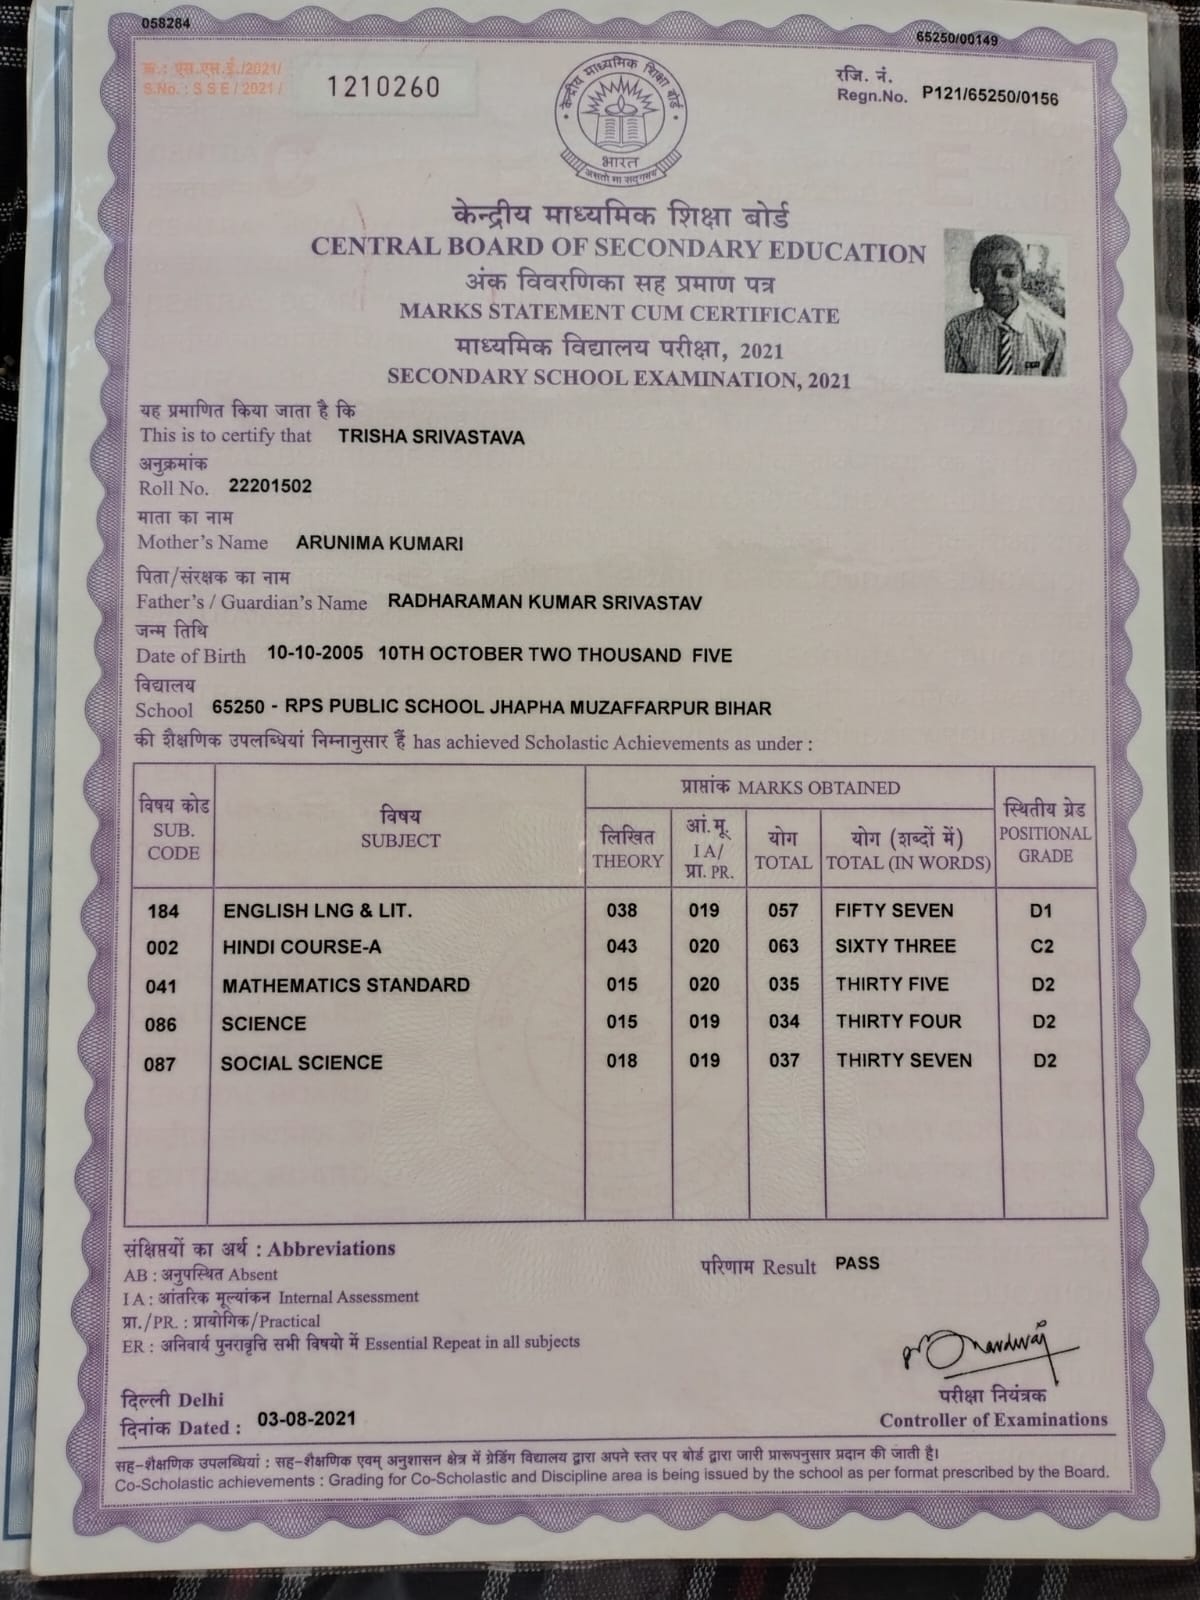 058284
65250/00149
क्र.: एस.एस.ई./2021/
S.No. : S S E / 2021 /
1210260
रजि. नं.
Regn.No. P121/65250/0156
केन्द्रीय माध्यमिक शिक्षा बोर्ड
भारत
असतो मा सद्गमय
केन्द्रीय माध्यमिक शिक्षा बोर्ड
CENTRAL BOARD OF SECONDARY EDUCATION
अंक विवरणिका सह प्रमाण पत्र
MARKS STATEMENT CUM CERTIFICATE
माध्यमिक विद्यालय परीक्षा, 2021
SECONDARY SCHOOL EXAMINATION, 2021
यह प्रमाणित किया जाता है कि
This is to certify that TRISHA SRIVASTAVA
अनुक्रमांक
Roll No. 22201502
माता का नाम
Mother's Name ARUNIMA KUMARI
पिता/संरक्षक का नाम
Father's / Guardian's Name RADHARAMAN KUMAR SRIVASTAV
जन्म तिथि
Date of Birth 10-10-2005 10TH OCTOBER TWO THOUSAND FIVE
विद्यालय
School 65250 - RPS PUBLIC SCHOOL JHAPHA MUZAFFARPUR BIHAR
की शैक्षणिक उपलब्धियां निम्नानुसार हैं has achieved Scholastic Achievements as under :
विषय कोड SUB. CODE
विषय SUBJECT
प्राप्तांक MARKS OBTAINED
लिखित THEORY
आं.मू. I A/ प्रा. PR.
योग TOTAL
योग (शब्दों में) TOTAL (IN WORDS)
स्थितीय ग्रेड POSITIONAL GRADE
184 ENGLISH LNG & LIT. 038 019 057 FIFTY SEVEN D1
002 HINDI COURSE-A 043 020 063 SIXTY THREE C2
041 MATHEMATICS STANDARD 015 020 035 THIRTY FIVE D2
086 SCIENCE 015 019 034 THIRTY FOUR D2
087 SOCIAL SCIENCE 018 019 037 THIRTY SEVEN D2
संक्षिप्तियों का अर्थ : Abbreviations
AB : अनुपस्थित Absent
I A : आंतरिक मूल्यांकन Internal Assessment
प्रा./PR. : प्रायोगिक/Practical
ER : अनिवार्य पुनरावृत्ति सभी विषयो में Essential Repeat in all subjects
परिणाम Result PASS
दिल्ली Delhi
दिनांक Dated : 03-08-2021
परीक्षा नियंत्रक
Controller of Examinations
सह-शैक्षणिक उपलब्धियां : सह-शैक्षणिक एवम् अनुशासन क्षेत्र में ग्रेडिंग विद्यालय द्वारा अपने स्तर पर बोर्ड द्वारा जारी प्रारूपनुसार प्रदान की जाती है।
Co-Scholastic achievements : Grading for Co-Scholastic and Discipline area is being issued by the school as per format prescribed by the Board.